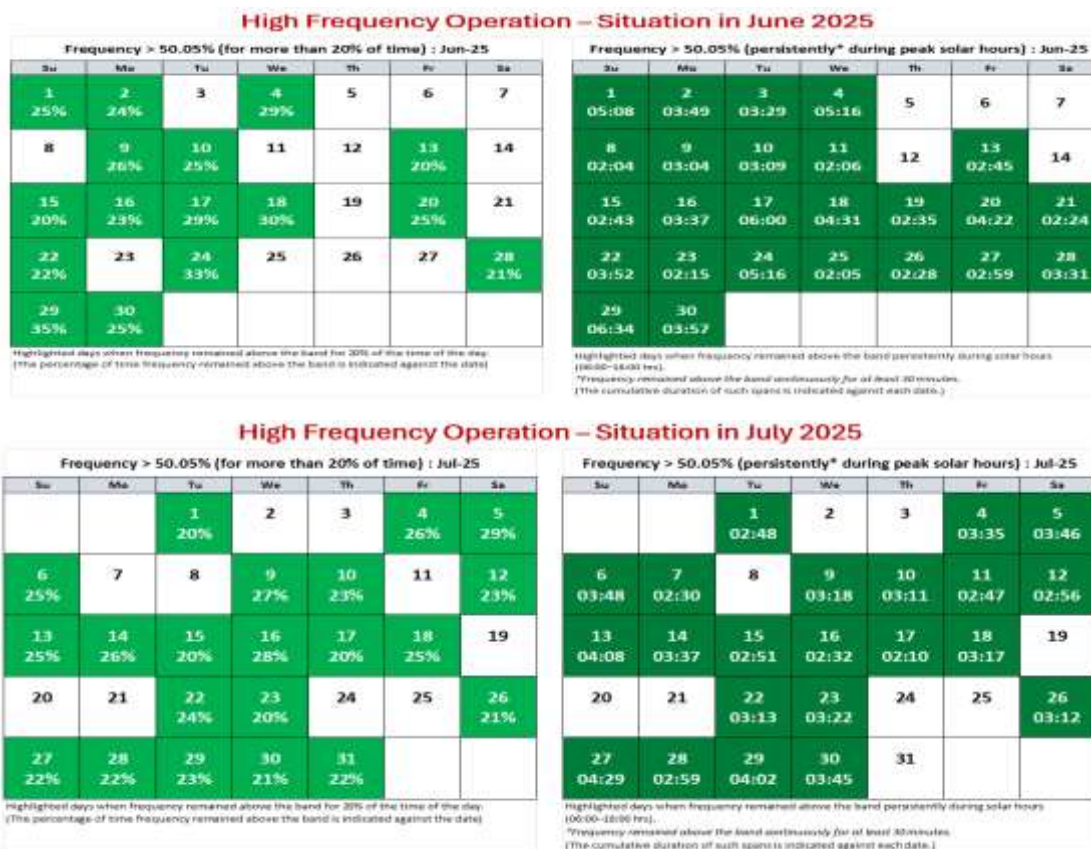 High Frequency Operation – Situation in June 2025
Frequency > 50.05% (for more than 20% of time) : Jun-25
Su Mo Tu We Th Fr Sa
1 2 3 4 5 6 7
25% 24% 29%
8 9 10 11 12 13 14
26% 25% 20%
15 16 17 18 19 20 21
20% 23% 29% 30% 25%
22 23 24 25 26 27 28
22% 33% 21%
29 30
35% 25%
Highlighted days when frequency remained above the band for 20% of the time of the day.
(The percentage of time frequency remained above the band is indicated against the date)
Frequency > 50.05% (persistently* during peak solar hours) : Jun-25
Su Mo Tu We Th Fr Sa
1 2 3 4 5 6 7
05:08 03:49 03:29 05:16
8 9 10 11 12 13 14
02:04 03:04 03:09 02:06 02:45
15 16 17 18 19 20 21
02:43 03:37 06:00 04:31 02:35 04:22 02:24
22 23 24 25 26 27 28
03:52 02:15 05:16 02:05 02:28 02:59 03:31
29 30
06:34 03:57
Highlighted days when frequency remained above the band persistently during solar hours
(06:00–18:00 hrs).
*Frequency remained above the band continuously for at least 30 minutes.
(The cumulative duration of such spans is indicated against each date.)
High Frequency Operation – Situation in July 2025
Frequency > 50.05% (for more than 20% of time) : Jul-25
Su Mo Tu We Th Fr Sa
1 2 3 4 5
20% 26% 29%
6 7 8 9 10 11 12
25% 27% 23% 23%
13 14 15 16 17 18 19
25% 26% 20% 28% 20% 25%
20 21 22 23 24 25 26
24% 20% 21%
27 28 29 30 31
22% 22% 23% 21% 22%
Highlighted days when frequency remained above the band for 20% of the time of the day.
(The percentage of time frequency remained above the band is indicated against the date)
Frequency > 50.05% (persistently* during peak solar hours) : Jul-25
Su Mo Tu We Th Fr Sa
1 2 3 4 5
02:48 03:35 03:46
6 7 8 9 10 11 12
03:48 02:30 03:18 03:11 02:47 02:56
13 14 15 16 17 18 19
04:08 03:37 02:51 02:32 02:10 03:17
20 21 22 23 24 25 26
03:13 03:22 03:12
27 28 29 30 31
04:29 02:59 04:02 03:45
Highlighted days when frequency remained above the band persistently during solar hours
(06:00–18:00 hrs).
*Frequency remained above the band continuously for at least 30 minutes.
(The cumulative duration of such spans is indicated against each date.)